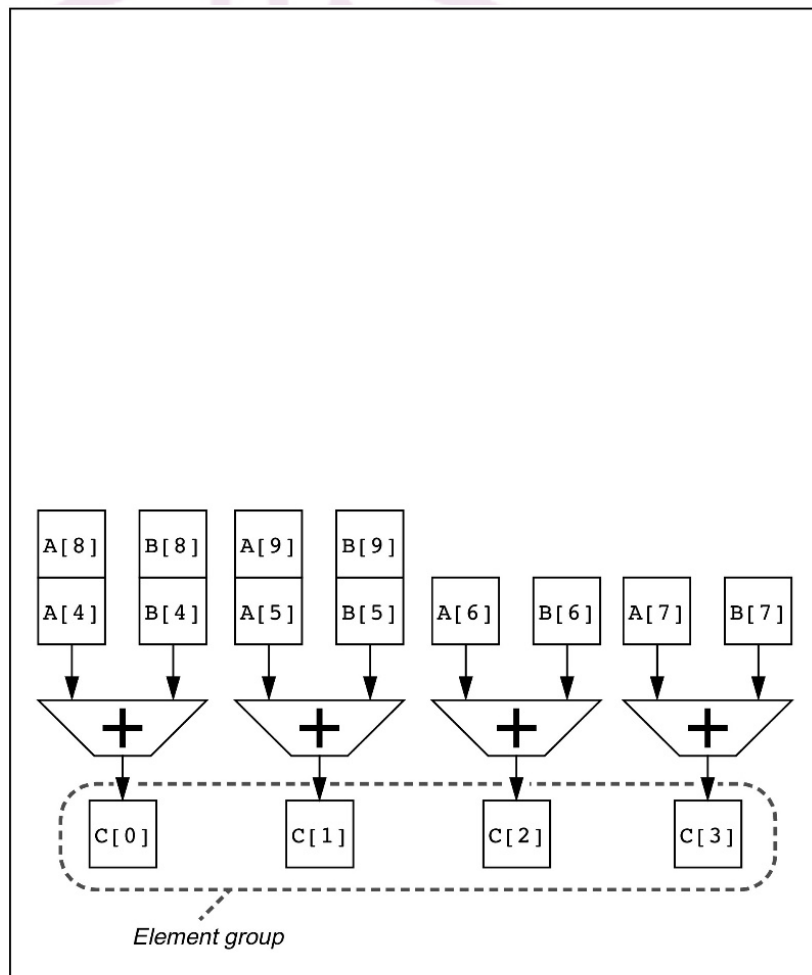 A[8] B[8] A[9] B[9]
A[4] B[4] A[5] B[5] A[6] B[6] A[7] B[7]
+ + + +
C[0] C[1] C[2] C[3]
Element group